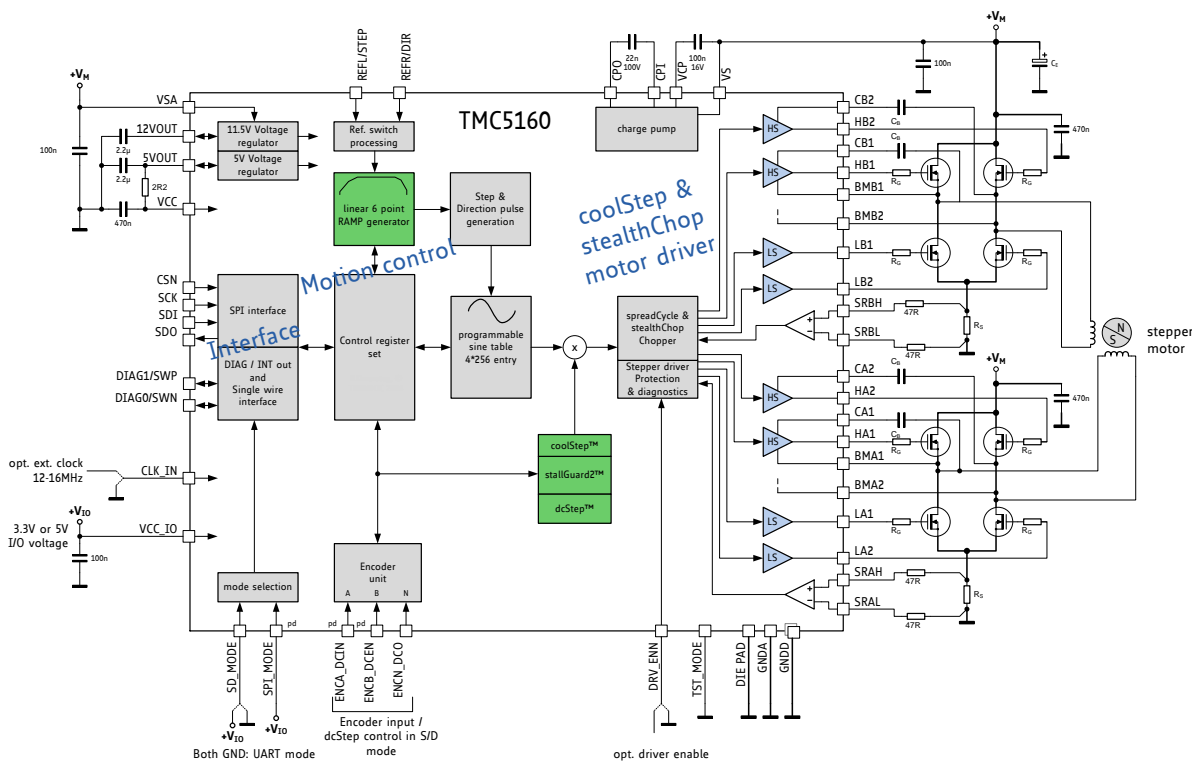 +VM
REFL/STEP
REFR/DIR
CPO
22n
100V
CPI
VCP
100n
16V
VS
+VM
100n
CE
+VM
VSA
100n
12VOUT
2.2µ
5VOUT
2.2µ
2R2
VCC
470n
11.5V Voltage
regulator
5V Voltage
regulator
Ref. switch
processing
TMC5160
charge pump
linear 6 point
RAMP generator
Step &
Direction pulse
generation
Motion control
coolStep &
stealthChop
motor driver
HS
HS
LS
LS
CB2
CB
HB2
CB1
CB
HB1
RG
RG
BMB1
BMB2
LB1
RG
RG
LB2
470n
SRBH
47R
SRBL
47R
RS
+
−
N
S
stepper
motor
CSN
SCK
SDI
SDO
DIAG1/SWP
DIAG0/SWN
SPI interface
Interface
DIAG / INT out
and
Single wire
interface
Control register
set
programmable
sine table
4*256 entry
x
spreadCycle &
stealthChop
Chopper
Stepper driver
Protection
& diagnostics
coolStep™
stallGuard2™
dcStep™
+VM
470n
HS
HS
LS
LS
CA2
CB
HA2
CA1
CB
HA1
RG
RG
BMA1
BMA2
LA1
RG
RG
LA2
SRAH
47R
SRAL
47R
RS
+
−
opt. ext. clock
12-16MHz
CLK_IN
+VIO
3.3V or 5V
I/O voltage
100n
VCC_IO
mode selection
Encoder
unit
A
B
N
pd
pd
pd
SD_MODE
SPI_MODE
ENCA_DCIN
ENCB_DCEN
ENCN_DCO
DRV_ENN
TST_MODE
DIE PAD
GNDA
GNDD
+VIO
+VIO
Both GND: UART mode
Encoder input /
dcStep control in S/D
mode
opt. driver enable